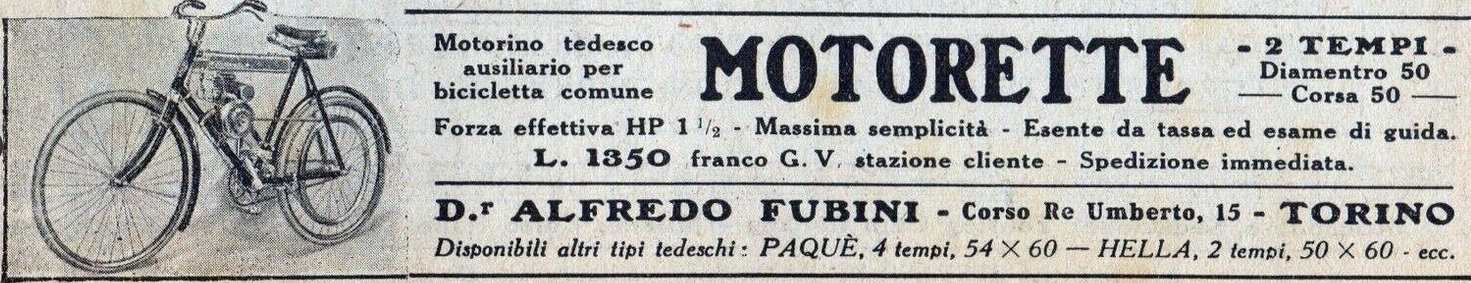 Motorino tedesco
ausiliario per
bicicletta comune
MOTORETTE
- 2 TEMPI -
Diamentro 50
— Corsa 50 —
Forza effettiva HP 1 1/2 - Massima semplicità - Esente da tassa ed esame di guida.
L. 1350 franco G. V. stazione cliente - Spedizione immediata.
D.r ALFREDO FUBINI - Corso Re Umberto, 15 - TORINO
Disponibili altri tipi tedeschi: PAQUÈ, 4 tempi, 54 × 60 — HELLA, 2 tempi, 50 × 60 - ecc.